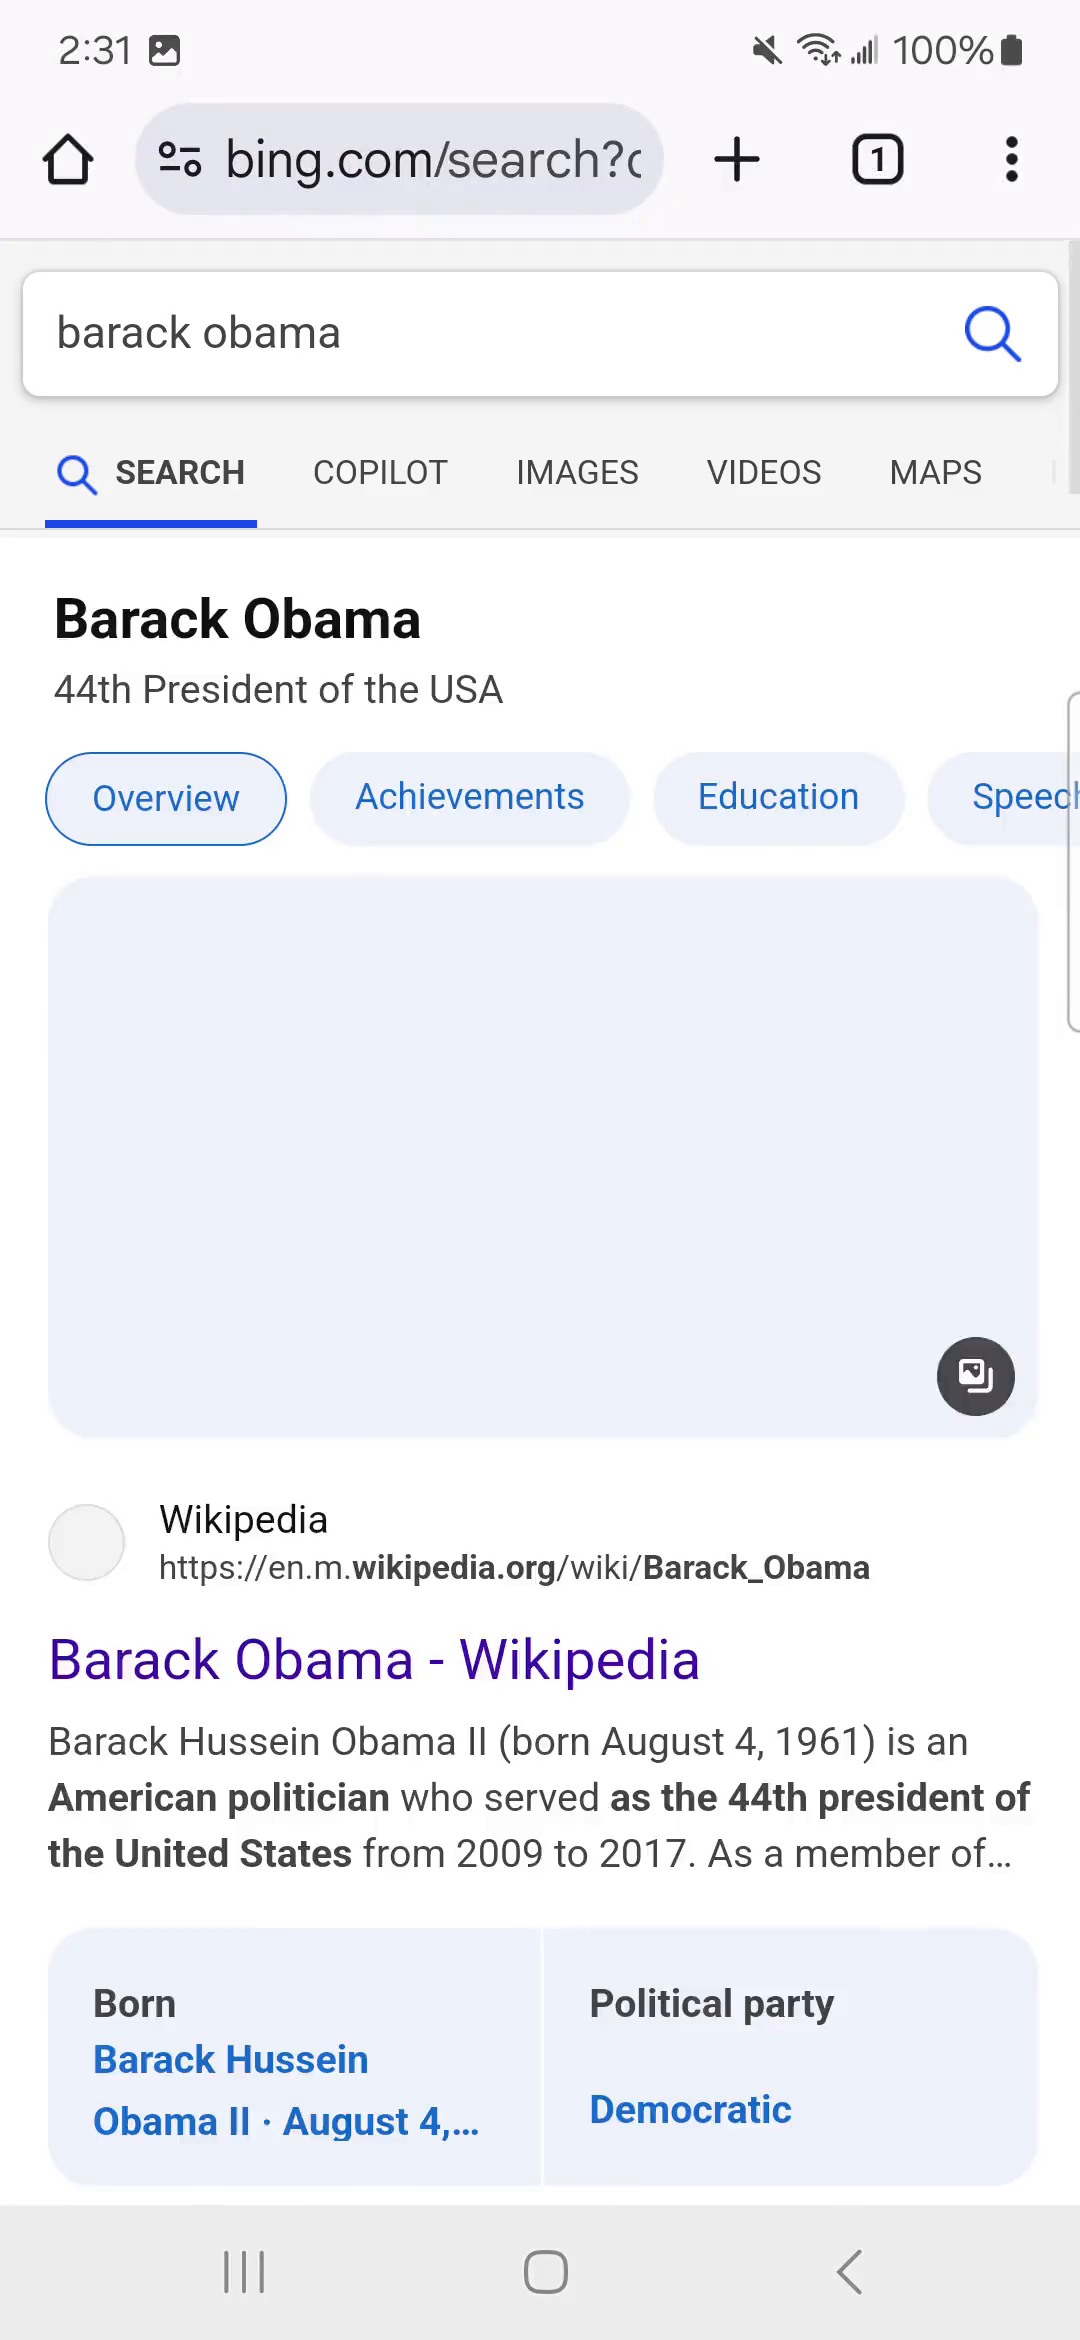 2:31
100%
bing.com/search?
1
barack obama
SEARCH COPILOT IMAGES VIDEOS MAPS
Barack Obama
44th President of the USA
Overview Achievements Education Speech
Wikipedia
https://en.m.wikipedia.org/wiki/Barack_Obama
Barack Obama - Wikipedia
Barack Hussein Obama II (born August 4, 1961) is an
American politician who served as the 44th president of
the United States from 2009 to 2017. As a member of…
Born
Barack Hussein
Obama II · August 4,…
Political party
Democratic